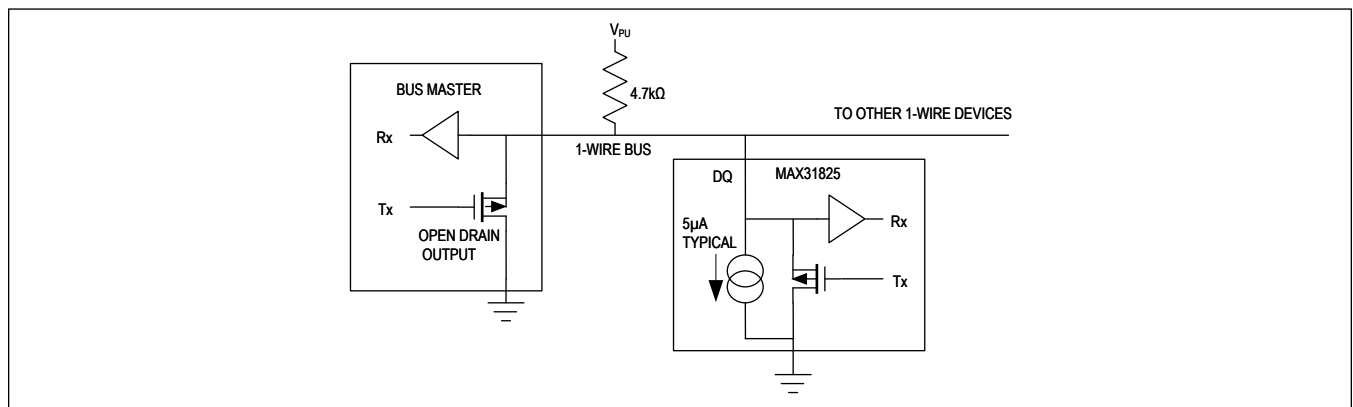 VPU
BUS MASTER
4.7kΩ
TO OTHER 1-WIRE DEVICES
Rx
1-WIRE BUS
DQ
MAX31825
Tx
5µA
TYPICAL
Rx
OPEN DRAIN
OUTPUT
Tx